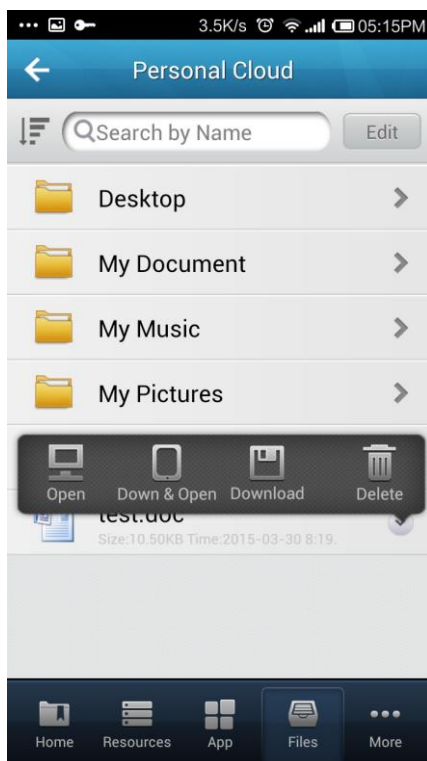 3.5K/s 05:15PM
Personal Cloud
Search by Name Edit
Desktop
My Document
My Music
My Pictures
Open Down & Open Download Delete
test.doc
Size:10.50KB Time:2015-03-30 8:19.
Home Resources App Files More